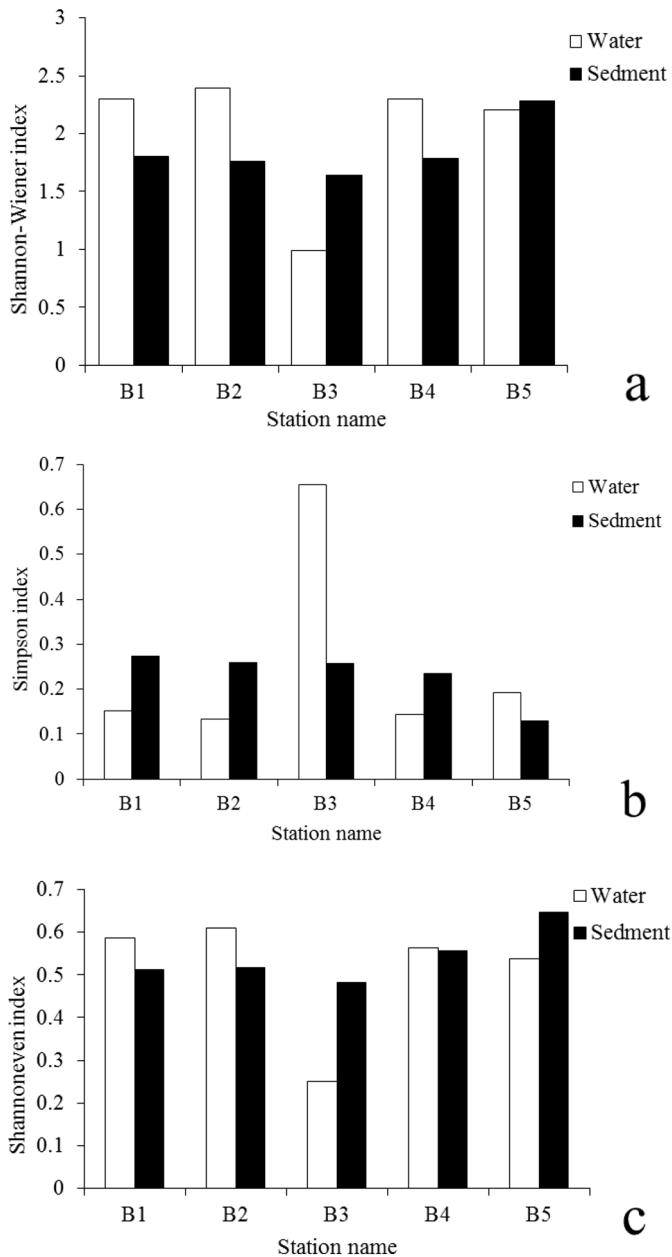 3
2.5
2
1.5
1
0.5
0
Shannon-Wiener index
Water
Sedment
B1 B2 B3 B4 B5
Station name
a
0.7
0.6
0.5
0.4
0.3
0.2
0.1
0
Simpson index
Water
Sedment
B1 B2 B3 B4 B5
Station name
b
0.7
0.6
0.5
0.4
0.3
0.2
0.1
0
Shannoneven index
Water
Sedment
B1 B2 B3 B4 B5
Station name
c